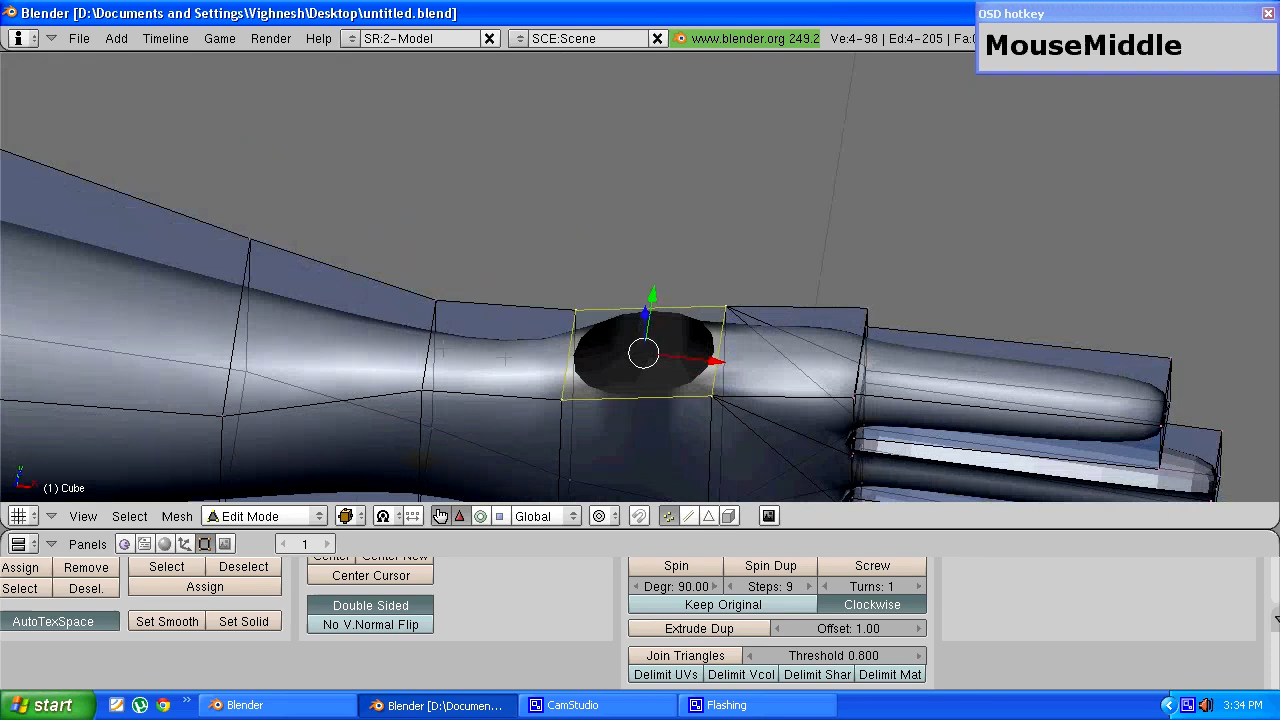 Blender [D:\Documents and Settings\Vighnesh\Desktop\untitled.blend]
OSD hotkey
MouseMiddle
File Add Timeline Game Render Help SR:2-Model SCE:Scene www.blender.org 249.2 Ve:4-98 | Ed:4-205 | Fa:
(1) Cube
View Select Mesh Edit Mode Global
Panels 1
Center Center New
Assign Remove Select Deselect Center Cursor Spin Spin Dup Screw
Select Desel. Assign Degr: 90.00 Steps: 9 Turns: 1
Double Sided Keep Original Clockwise
AutoTexSpace Set Smooth Set Solid No V.Normal Flip Extrude Dup Offset: 1.00
Join Triangles Threshold 0.800
Delimit UVs Delimit Vcol Delimit Shar Delimit Mat
start Blender Blender [D:\Documen... CamStudio Flashing 3:34 PM